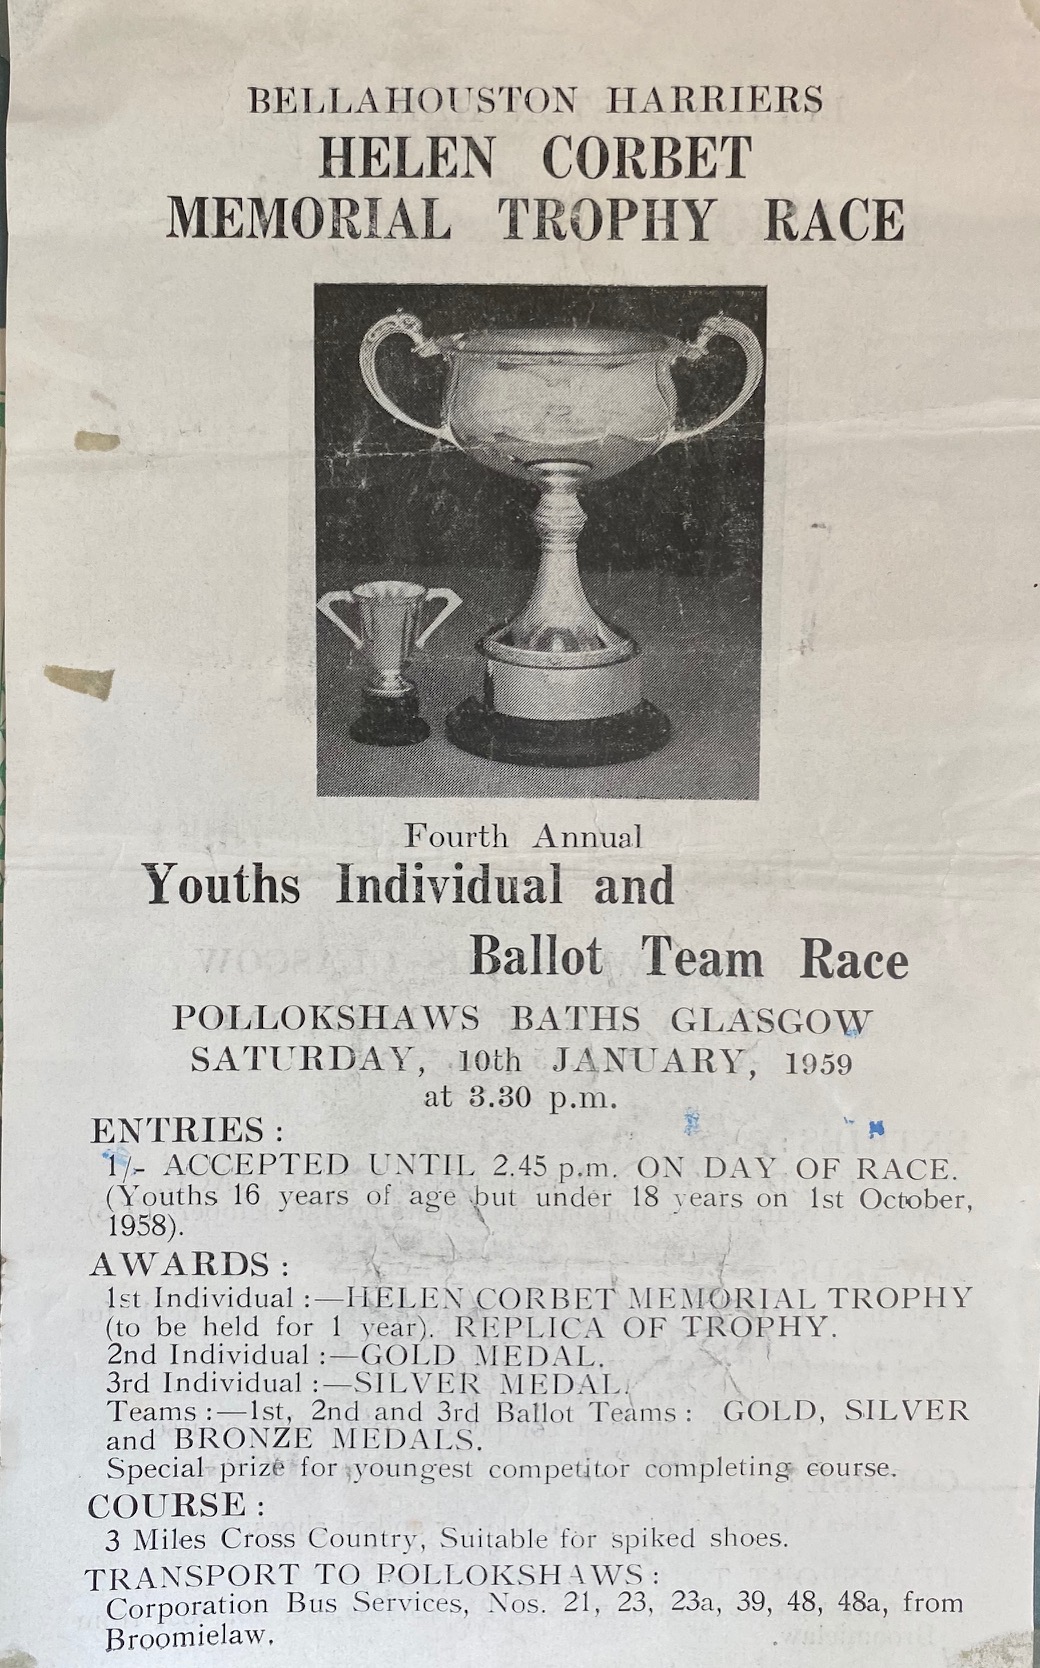 BELLAHOUSTON HARRIERS
HELEN CORBET
MEMORIAL TROPHY RACE
Fourth Annual
Youths Individual and
Ballot Team Race
POLLOKSHAWS BATHS GLASGOW
SATURDAY, 10th JANUARY, 1959
at 3.30 p.m.
ENTRIES :
1/- ACCEPTED UNTIL 2.45 p.m. ON DAY OF RACE.
(Youths 16 years of age but under 18 years on 1st October,
1958).
AWARDS :
1st Individual :—HELEN CORBET MEMORIAL TROPHY
(to be held for 1 year). REPLICA OF TROPHY.
2nd Individual :—GOLD MEDAL.
3rd Individual :—SILVER MEDAL.
Teams :—1st, 2nd and 3rd Ballot Teams : GOLD, SILVER
and BRONZE MEDALS.
Special prize for youngest competitor completing course.
COURSE :
3 Miles Cross Country, Suitable for spiked shoes.
TRANSPORT TO POLLOKSHAWS :
Corporation Bus Services, Nos. 21, 23, 23a, 39, 48, 48a, from
Broomielaw.